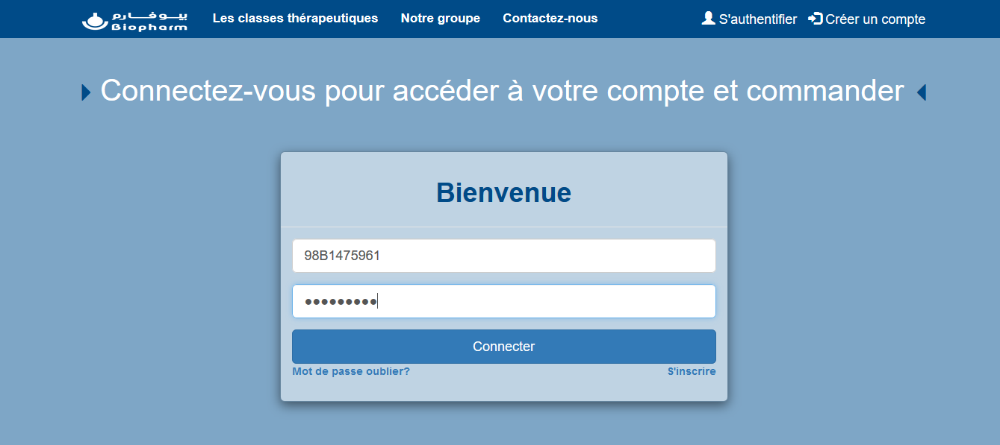 بيوفارم
Biopharm
Les classes thérapeutiques
Notre groupe
Contactez-nous
S'authentifier
Créer un compte
Connectez-vous pour accéder à votre compte et commander
Bienvenue
98B1475961
●●●●●●●●●
Connecter
Mot de passe oublier?
S'inscrire